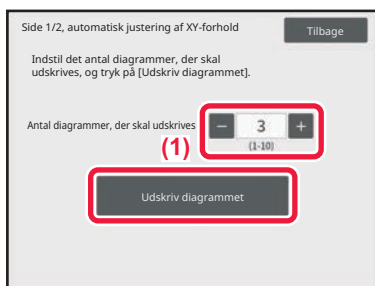 Side 1/2, automatisk justering af XY-forhold
Tilbage
Indstil det antal diagrammer, der skal
udskrives, og tryk på [Udskriv diagrammet].
Antal diagrammer, der skal udskrives
− 3 +
(1-10)
(1)
Udskriv diagrammet